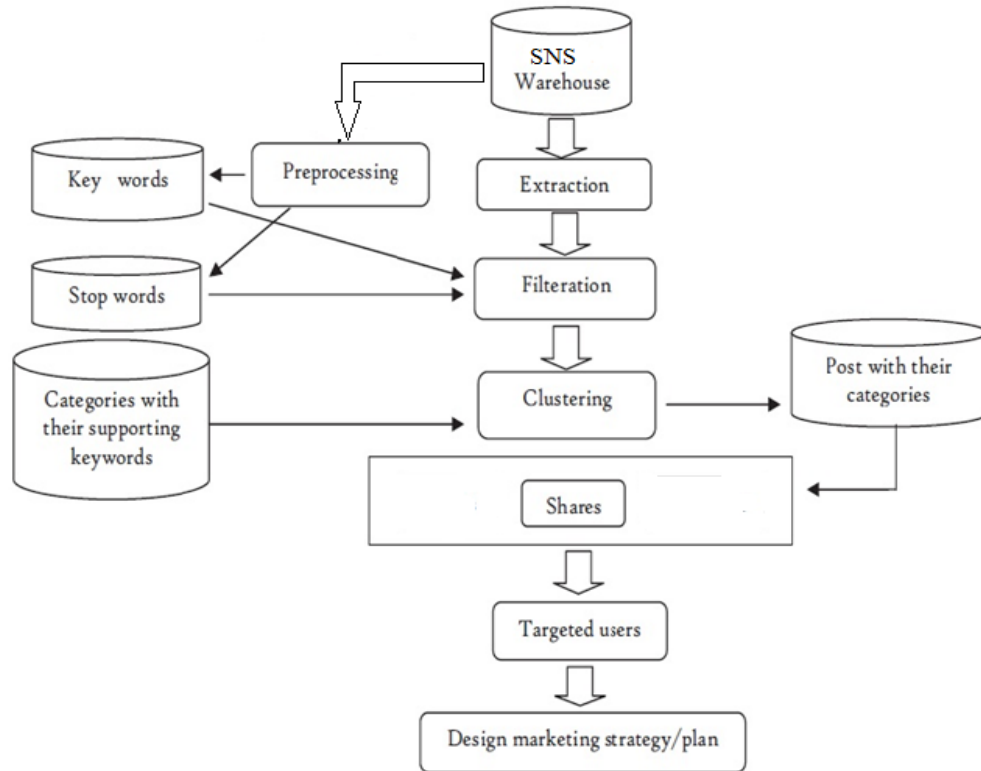 SNS
Warehouse
Key words
Preprocessing
Extraction
Stop words
Filteration
Categories with
their supporting
keywords
Clustering
Post with their
categories
Shares
Targeted users
Design marketing strategy/plan